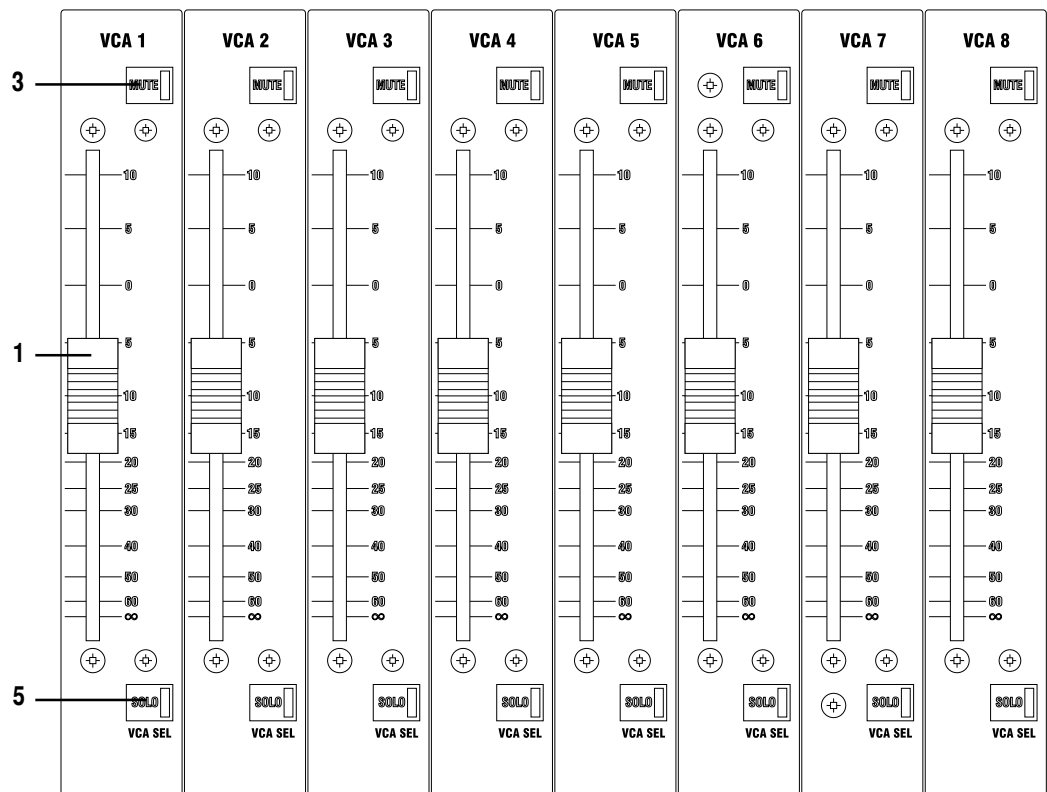 VCA 1 VCA 2 VCA 3 VCA 4 VCA 5 VCA 6 VCA 7 VCA 8
3 MUTE MUTE MUTE MUTE MUTE MUTE MUTE MUTE
10 10 10 10 10 10 10 10
5 5 5 5 5 5 5 5
0 0 0 0 0 0 0 0
1 5 5 5 5 5 5 5 5
10 10 10 10 10 10 10 10
15 15 15 15 15 15 15 15
20 20 20 20 20 20 20 20
25 25 25 25 25 25 25 25
30 30 30 30 30 30 30 30
40 40 40 40 40 40 40 40
50 50 50 50 50 50 50 50
60 60 60 60 60 60 60 60
∞ ∞ ∞ ∞ ∞ ∞ ∞ ∞
5 SOLO SOLO SOLO SOLO SOLO SOLO SOLO SOLO
VCA SEL VCA SEL VCA SEL VCA SEL VCA SEL VCA SEL VCA SEL VCA SEL